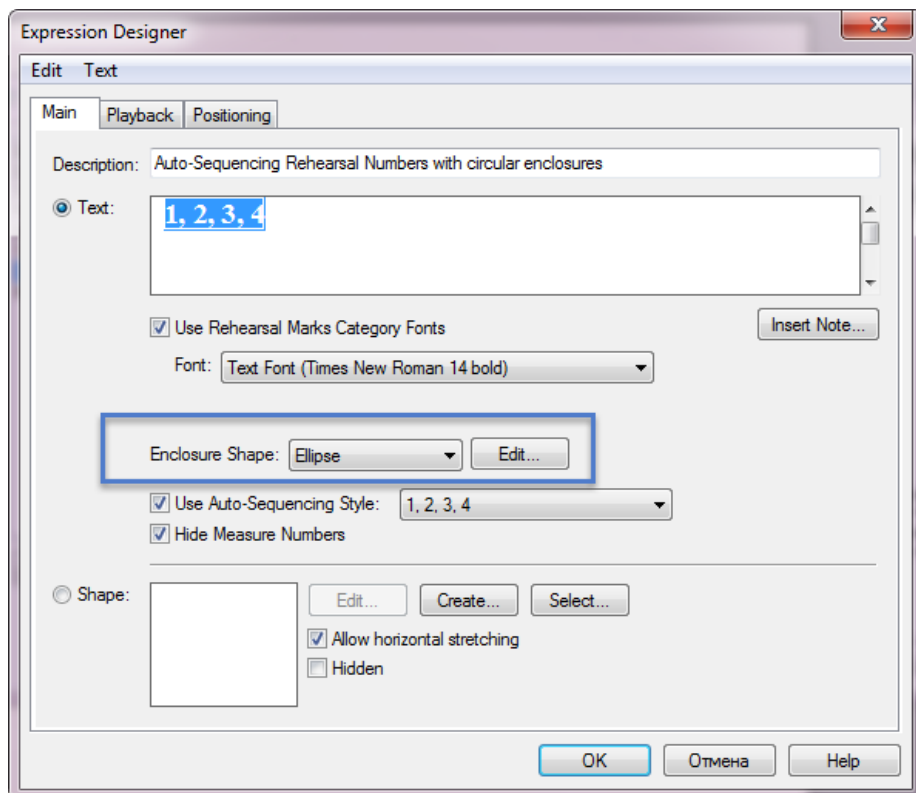 Expression Designer
Edit Text
Main Playback Positioning
Description: Auto-Sequencing Rehearsal Numbers with circular enclosures
Text: 1, 2, 3, 4
Use Rehearsal Marks Category Fonts Insert Note...
Font: Text Font (Times New Roman 14 bold)
Enclosure Shape: Ellipse Edit...
Use Auto-Sequencing Style: 1, 2, 3, 4
Hide Measure Numbers
Shape: Edit... Create... Select...
Allow horizontal stretching
Hidden
OK Отмена Help